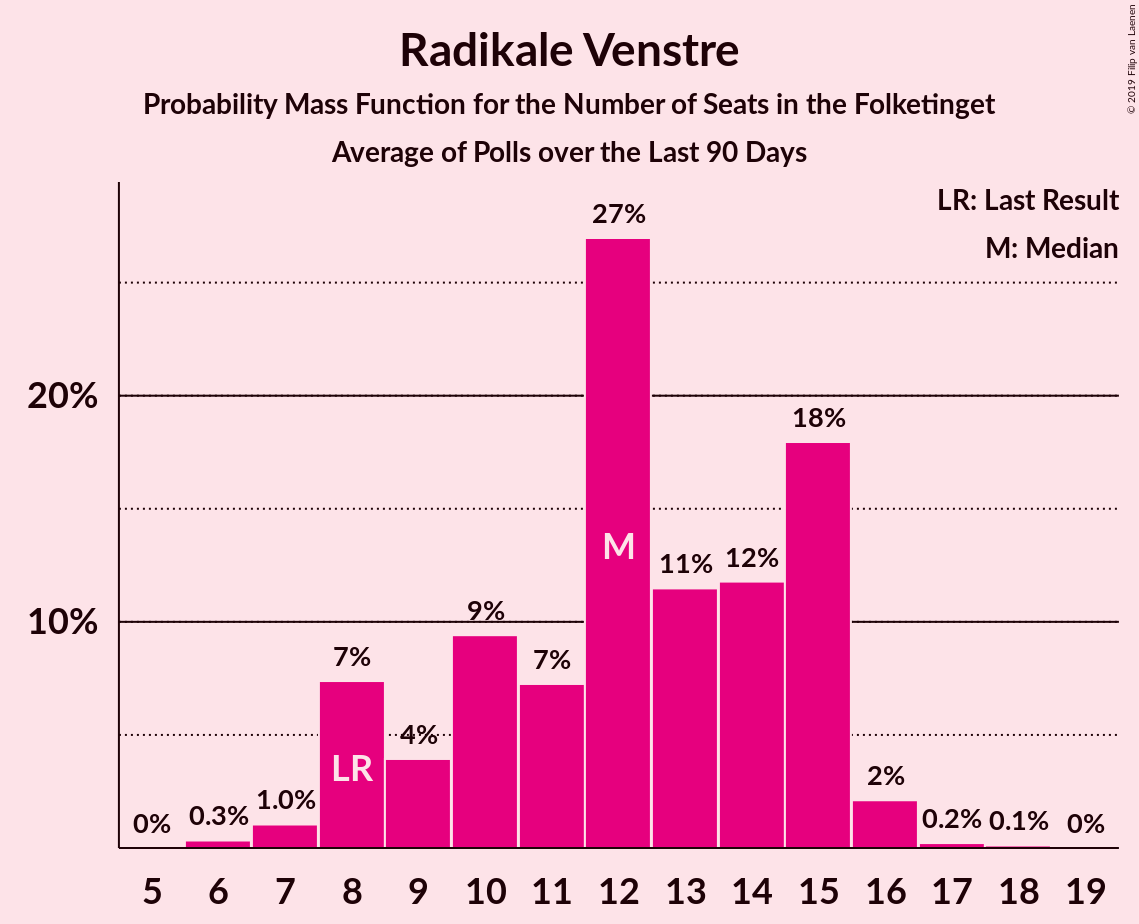 Radikale Venstre
Probability Mass Function for the Number of Seats in the Folketinget
Average of Polls over the Last 90 Days
© 2019 Filip van Laenen
LR: Last Result
M: Median
20%
10%
0%
0.3%
1.0%
7%
4%
9%
7%
27%
11%
12%
18%
2%
0.2%
0.1%
0%
LR
M
5 6 7 8 9 10 11 12 13 14 15 16 17 18 19